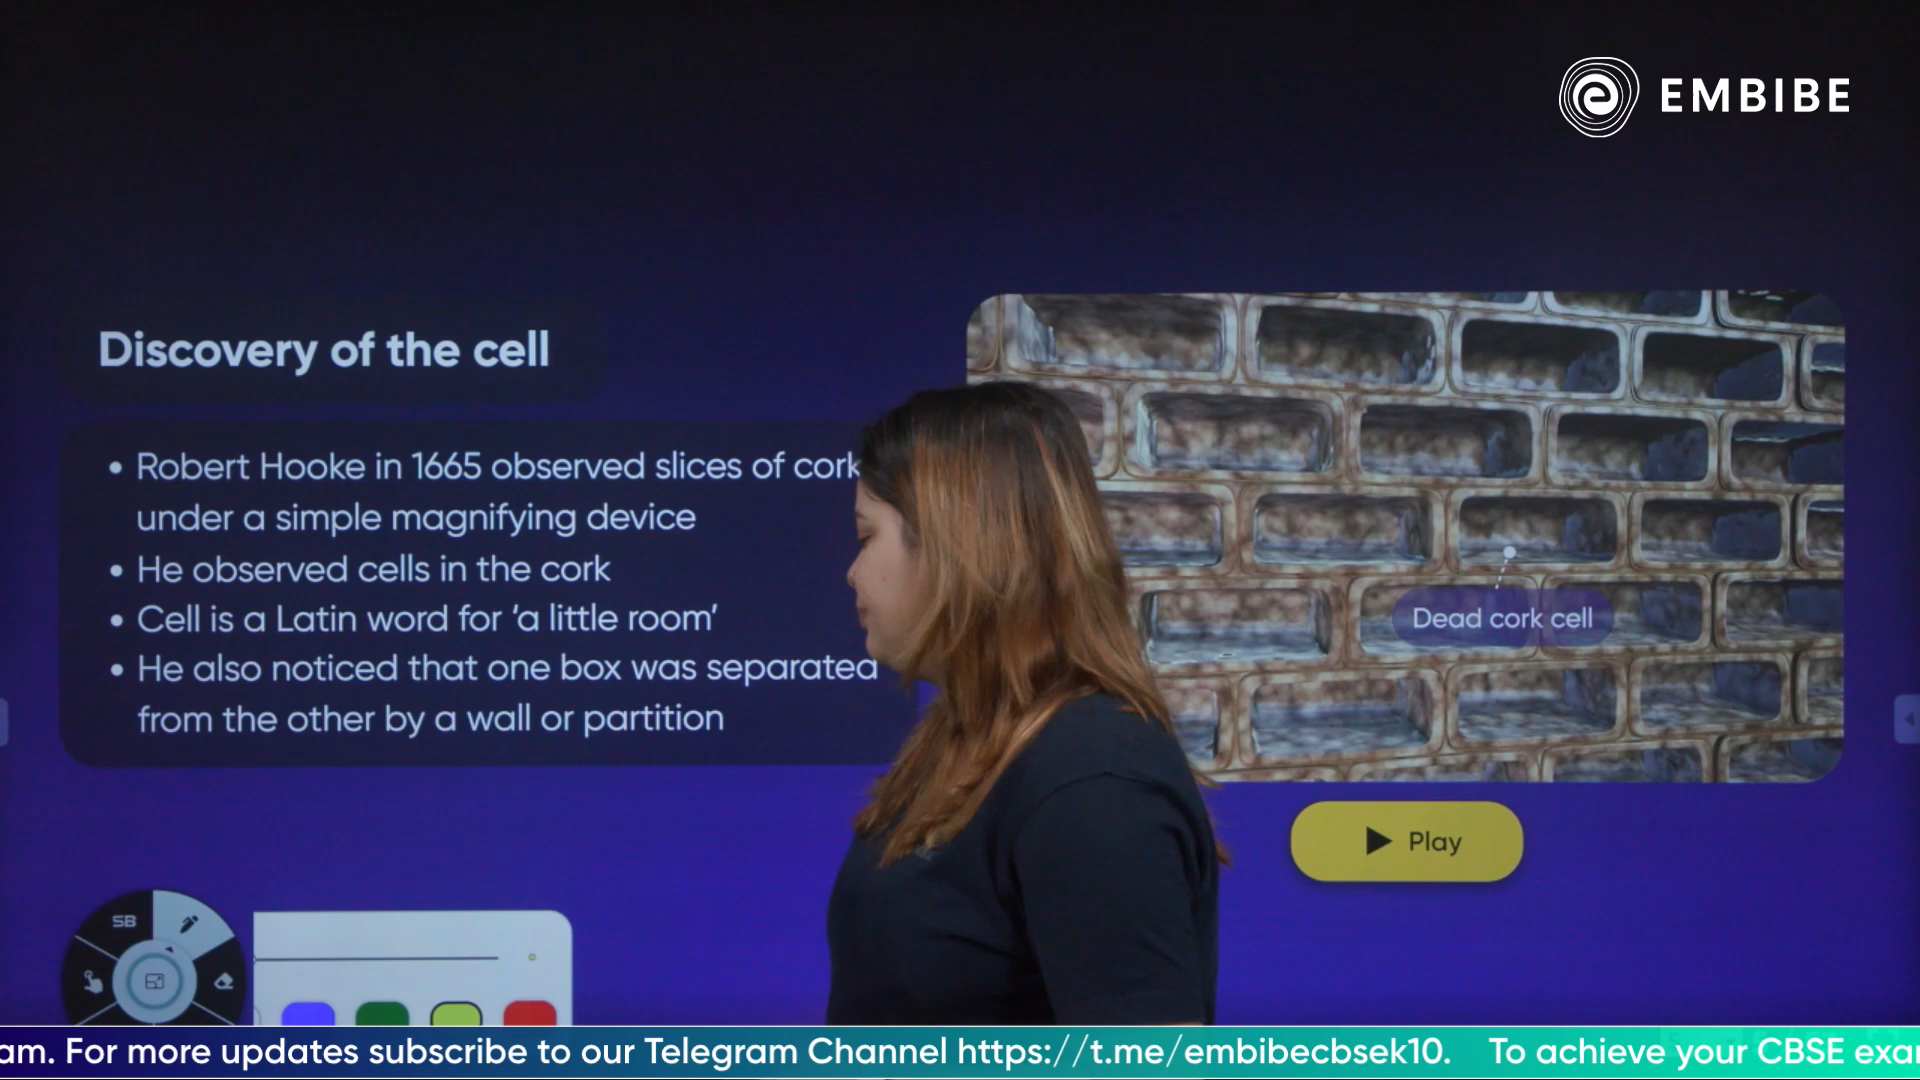 EMBIBE
Discovery of the cell
• Robert Hooke in 1665 observed slices of cork
under a simple magnifying device
• He observed cells in the cork
• Cell is a Latin word for ‘a little room’
• He also noticed that one box was separated
from the other by a wall or partition
Dead cork cell
Play
SB
am. For more updates subscribe to our Telegram Channel https://t.me/embibecbsek10. To achieve your CBSE exa